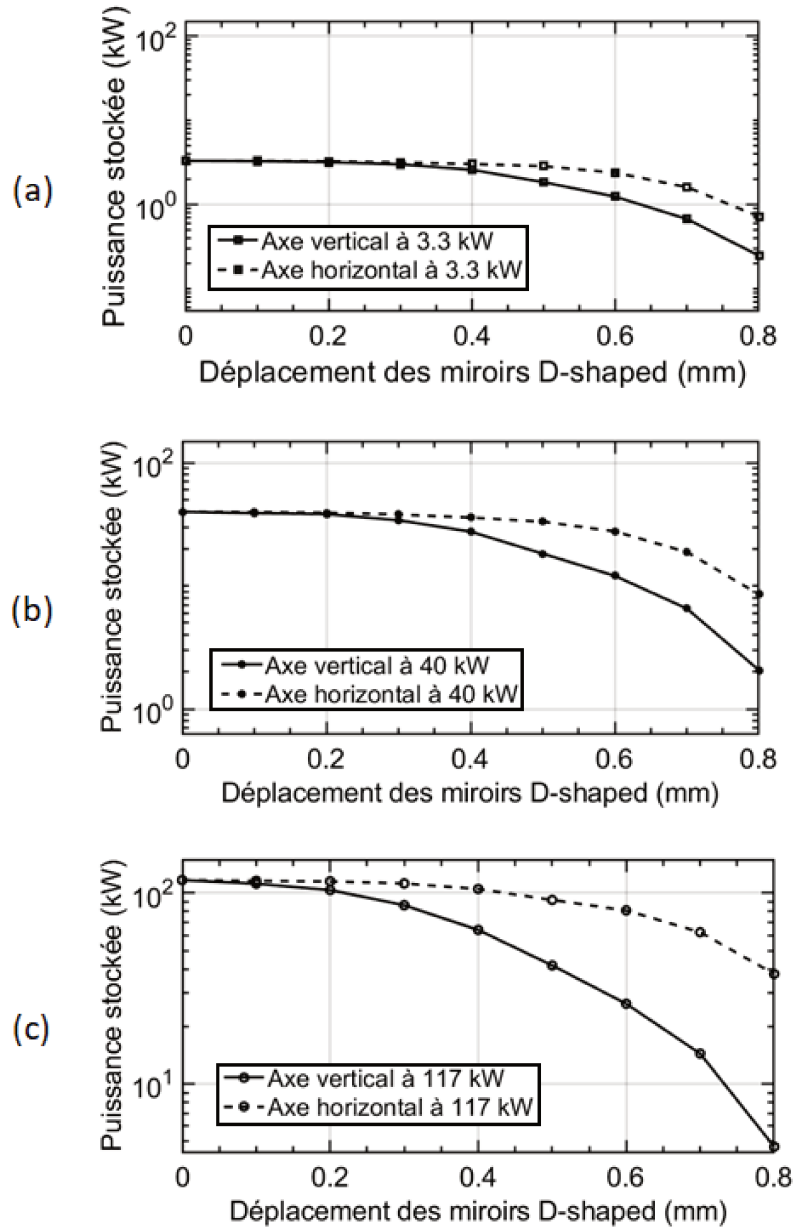 (a)
Puissance stockée (kW)
10²
10⁰
Axe vertical à 3.3 kW
Axe horizontal à 3.3 kW
0 0.2 0.4 0.6 0.8
Déplacement des miroirs D-shaped (mm)
(b)
Puissance stockée (kW)
10²
10⁰
Axe vertical à 40 kW
Axe horizontal à 40 kW
0 0.2 0.4 0.6 0.8
Déplacement des miroirs D-shaped (mm)
(c)
Puissance stockée (kW)
10²
10¹
Axe vertical à 117 kW
Axe horizontal à 117 kW
0 0.2 0.4 0.6 0.8
Déplacement des miroirs D-shaped (mm)